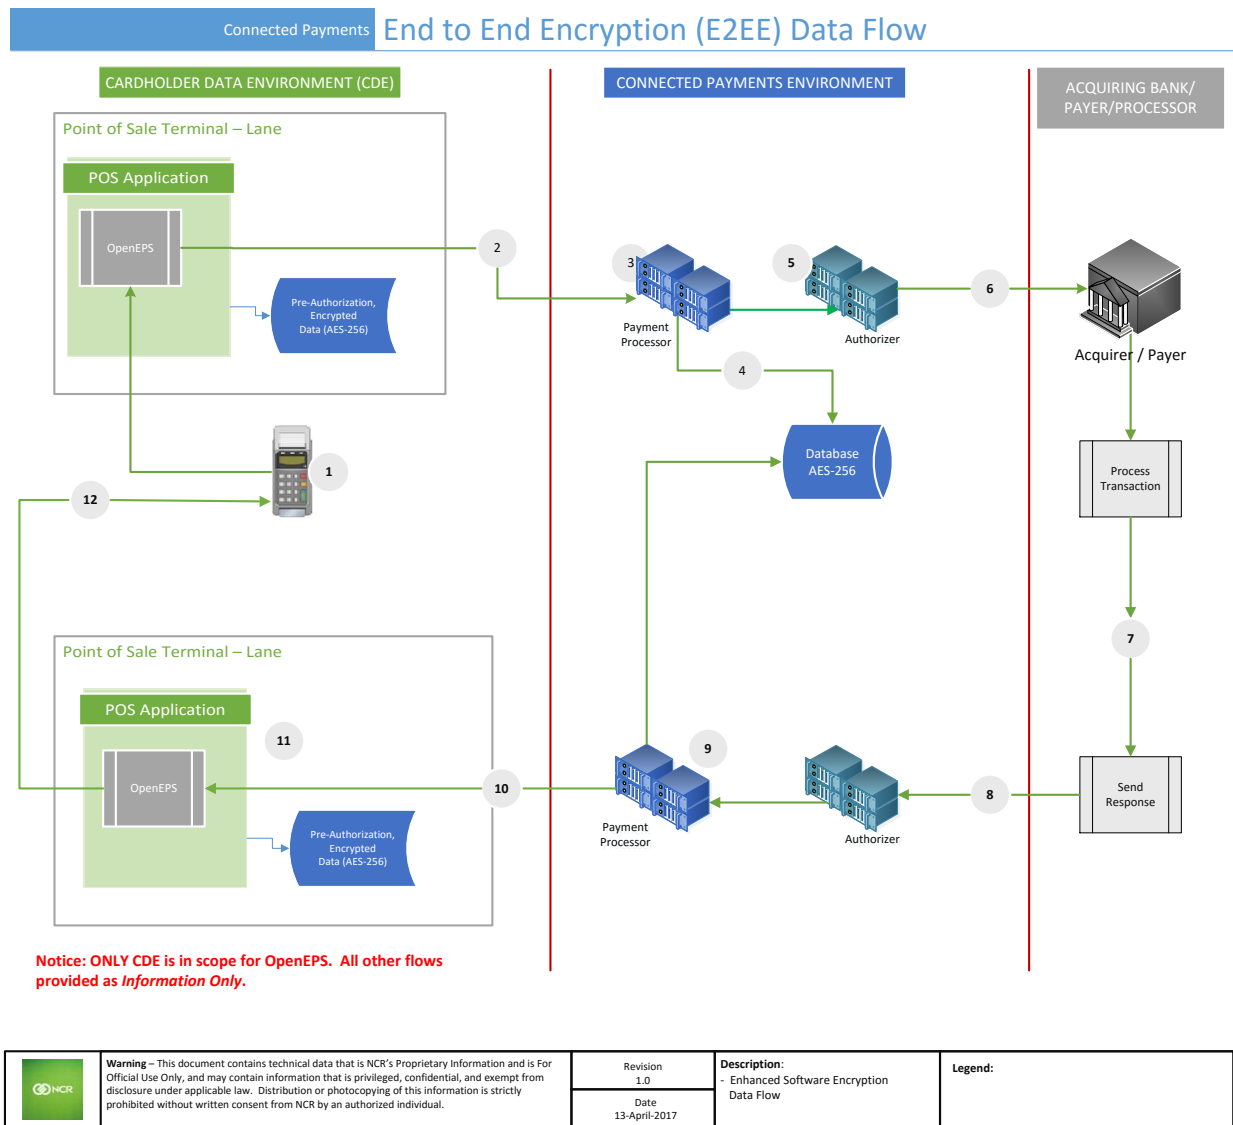 Connected Payments
End to End Encryption (E2EE) Data Flow
CARDHOLDER DATA ENVIRONMENT (CDE)
CONNECTED PAYMENTS ENVIRONMENT
ACQUIRING BANK/
PAYER/PROCESSOR
Point of Sale Terminal – Lane
POS Application
OpenEPS
Pre-Authorization,
Encrypted
Data (AES-256)
2
3
Payment
Processor
5
Authorizer
6
Acquirer / Payer
4
Database
AES-256
Process
Transaction
1
12
7
Point of Sale Terminal – Lane
POS Application
11
OpenEPS
Pre-Authorization,
Encrypted
Data (AES-256)
10
9
Payment
Processor
Authorizer
8
Send
Response
Notice: ONLY CDE is in scope for OpenEPS.  All other flows
provided as Information Only.
NCR
Warning – This document contains technical data that is NCR's Proprietary Information and is For
Official Use Only, and may contain information that is privileged, confidential, and exempt from
disclosure under applicable law.  Distribution or photocopying of this information is strictly
prohibited without written consent from NCR by an authorized individual.
Revision
1.0
Date
13-April-2017
Description:
- Enhanced Software Encryption
Data Flow
Legend: